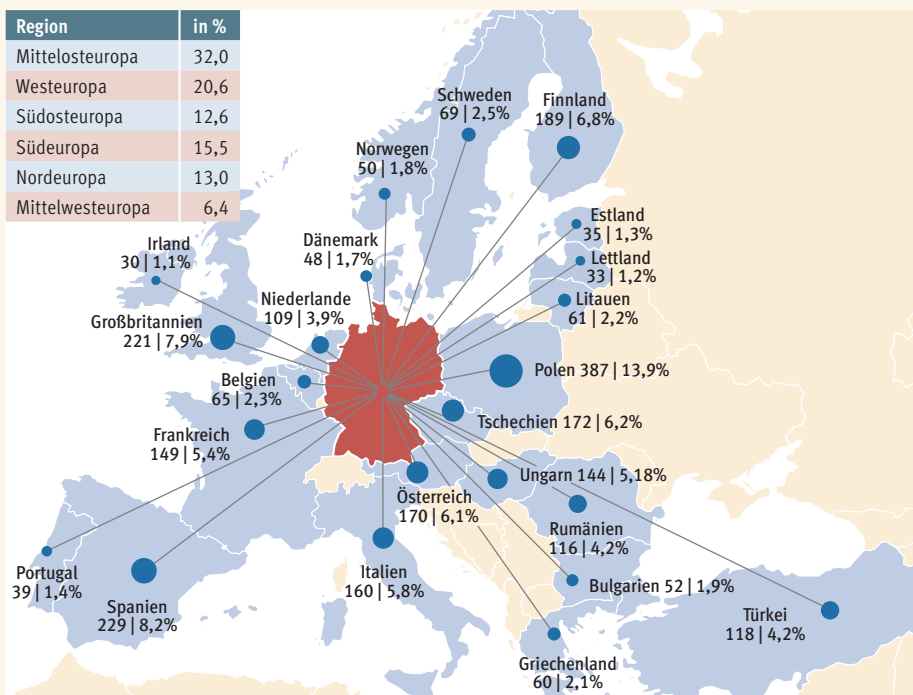 Region in %
Mittelosteuropa 32,0
Westeuropa 20,6
Südosteuropa 12,6
Südeuropa 15,5
Nordeuropa 13,0
Mittelwesteuropa 6,4
Schweden
69 | 2,5%
Finnland
189 | 6,8%
Norwegen
50 | 1,8%
Estland
35 | 1,3%
Irland
30 | 1,1%
Dänemark
48 | 1,7%
Lettland
33 | 1,2%
Niederlande
109 | 3,9%
Litauen
61 | 2,2%
Großbritannien
221 | 7,9%
Polen 387 | 13,9%
Belgien
65 | 2,3%
Tschechien 172 | 6,2%
Frankreich
149 | 5,4%
Ungarn 144 | 5,18%
Österreich
170 | 6,1%
Rumänien
116 | 4,2%
Portugal
39 | 1,4%
Italien
160 | 5,8%
Bulgarien 52 | 1,9%
Spanien
229 | 8,2%
Türkei
118 | 4,2%
Griechenland
60 | 2,1%